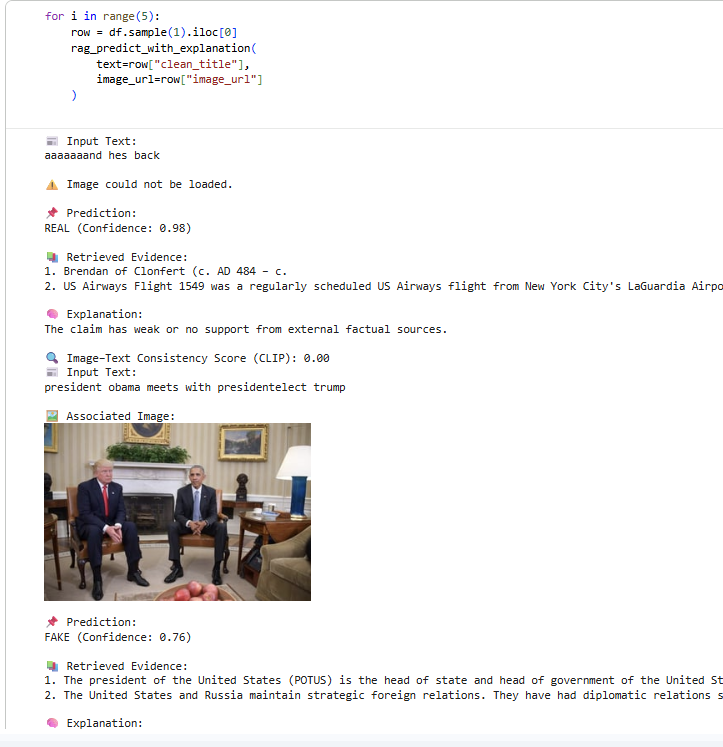 for i in range(5):
    row = df.sample(1).iloc[0]
    rag_predict_with_explanation(
        text=row["clean_title"],
        image_url=row["image_url"]
    )
📰 Input Text:
aaaaaaand hes back
⚠️ Image could not be loaded.
📌 Prediction:
REAL (Confidence: 0.98)
📚 Retrieved Evidence:
1. Brendan of Clonfert (c. AD 484 – c.
2. US Airways Flight 1549 was a regularly scheduled US Airways flight from New York City's LaGuardia Airpo
🧠 Explanation:
The claim has weak or no support from external factual sources.
🔍 Image-Text Consistency Score (CLIP): 0.00
📰 Input Text:
president obama meets with presidentelect trump
🖼️ Associated Image:
📌 Prediction:
FAKE (Confidence: 0.76)
📚 Retrieved Evidence:
1. The president of the United States (POTUS) is the head of state and head of government of the United St
2. The United States and Russia maintain strategic foreign relations. They have had diplomatic relations s
🧠 Explanation: